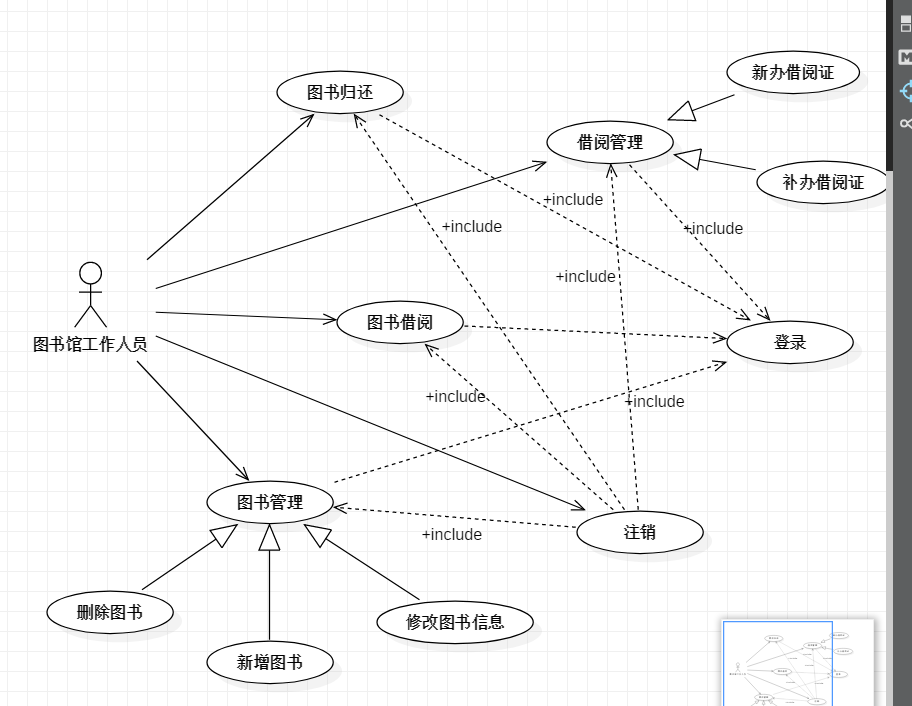 新办借阅证
图书归还
借阅管理
补办借阅证
+include
+include
+include
+include
图书借阅
登录
图书馆工作人员
+include
+include
图书管理
注销
+include
删除图书
修改图书信息
新增图书